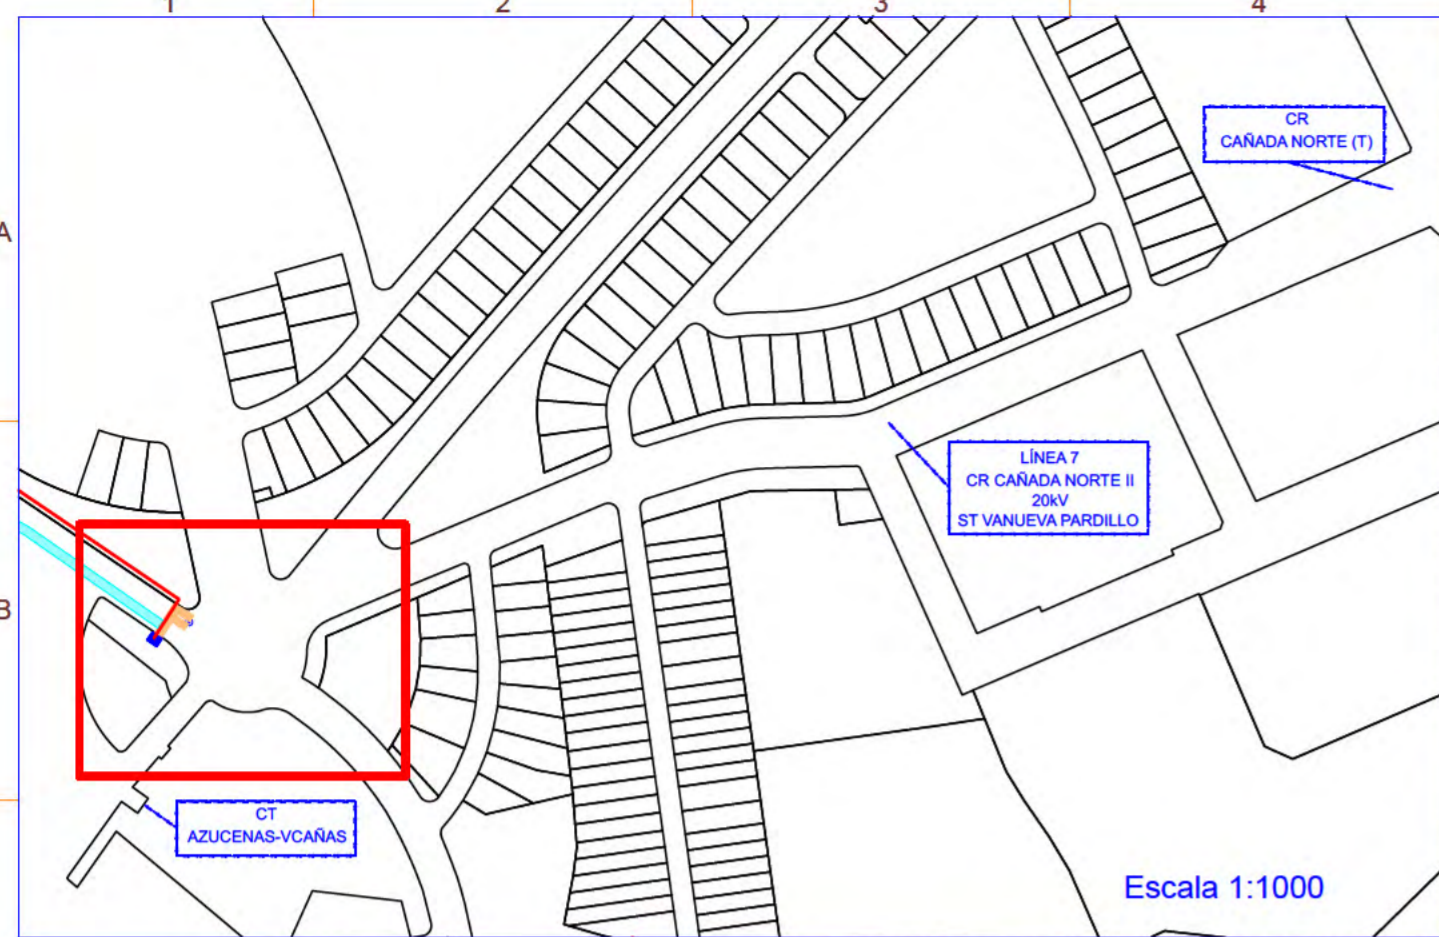 1
2
3
4
CR
CAÑADA NORTE (T)
A
LÍNEA 7
CR CAÑADA NORTE II
20kV
ST VANUEVA PARDILLO
B
CT
AZUCENAS-VCAÑAS
Escala 1:1000